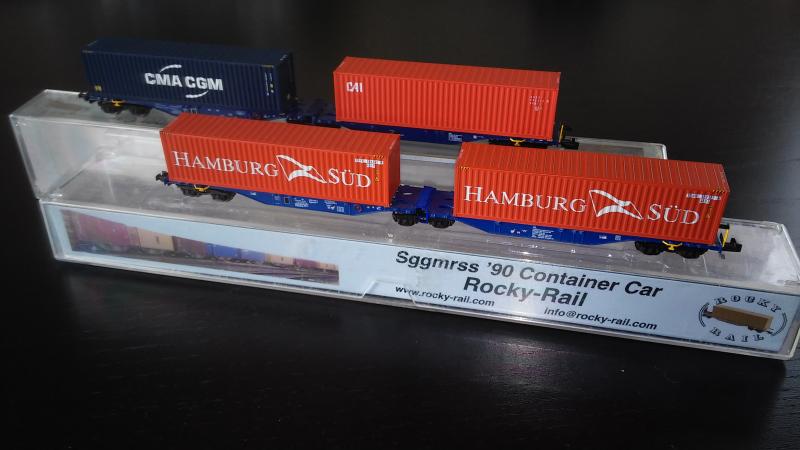 CMA CGM
CAI
HAMBURG SÜD
HAMBURG SÜD
Sggmrss '90 Container Car
Rocky-Rail
www.rocky-rail.com info@rocky-rail.com
ROCKY
RAIL